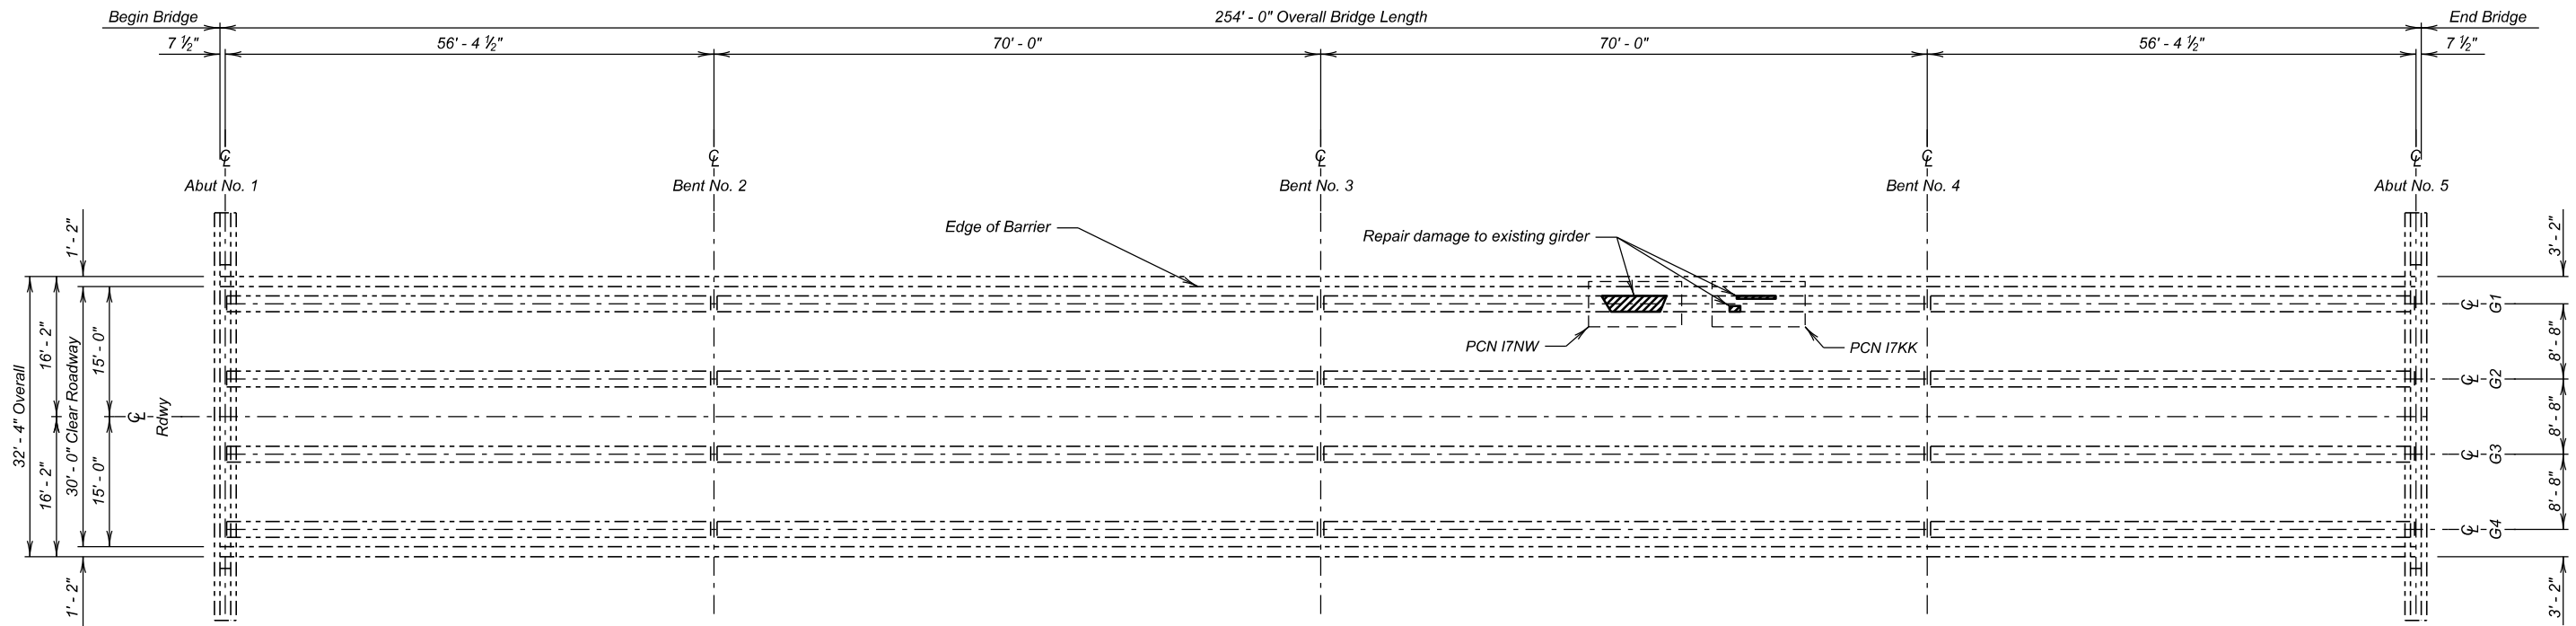 Begin Bridge
254' - 0" Overall Bridge Length
End Bridge
7 ½"
56' - 4 ½"
70' - 0"
70' - 0"
56' - 4 ½"
7 ½"
℄
℄
℄
℄
℄
Abut No. 1
Bent No. 2
Bent No. 3
Bent No. 4
Abut No. 5
1' - 2"
Edge of Barrier
Repair damage to existing girder
3' - 2"
PCN I7NW
PCN I7KK
32' - 4" Overall
16' - 2"
16' - 2"
30' - 0" Clear Roadway
15' - 0"
15' - 0"
℄
Rdwy
℄ G1
8' - 8"
℄ G2
8' - 8"
℄ G3
8' - 8"
℄ G4
1' - 2"
3' - 2"